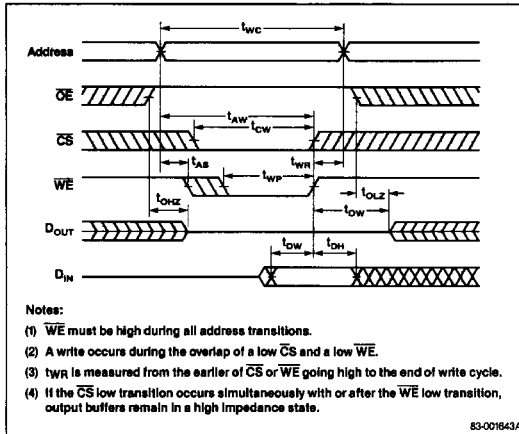 tWC
Address
OE
tAW
tCW
CS
tAS
tWR
WE
tWP
tOHZ
tOLZ
tOW
DOUT
tDW
tDH
DIN
Notes:
(1) WE must be high during all address transitions.
(2) A write occurs during the overlap of a low CS and a low WE.
(3) tWR is measured from the earlier of CS or WE going high to the end of write cycle.
(4) If the CS low transition occurs simultaneously with or after the WE low transition,
output buffers remain in a high impedance state.
83-001643A